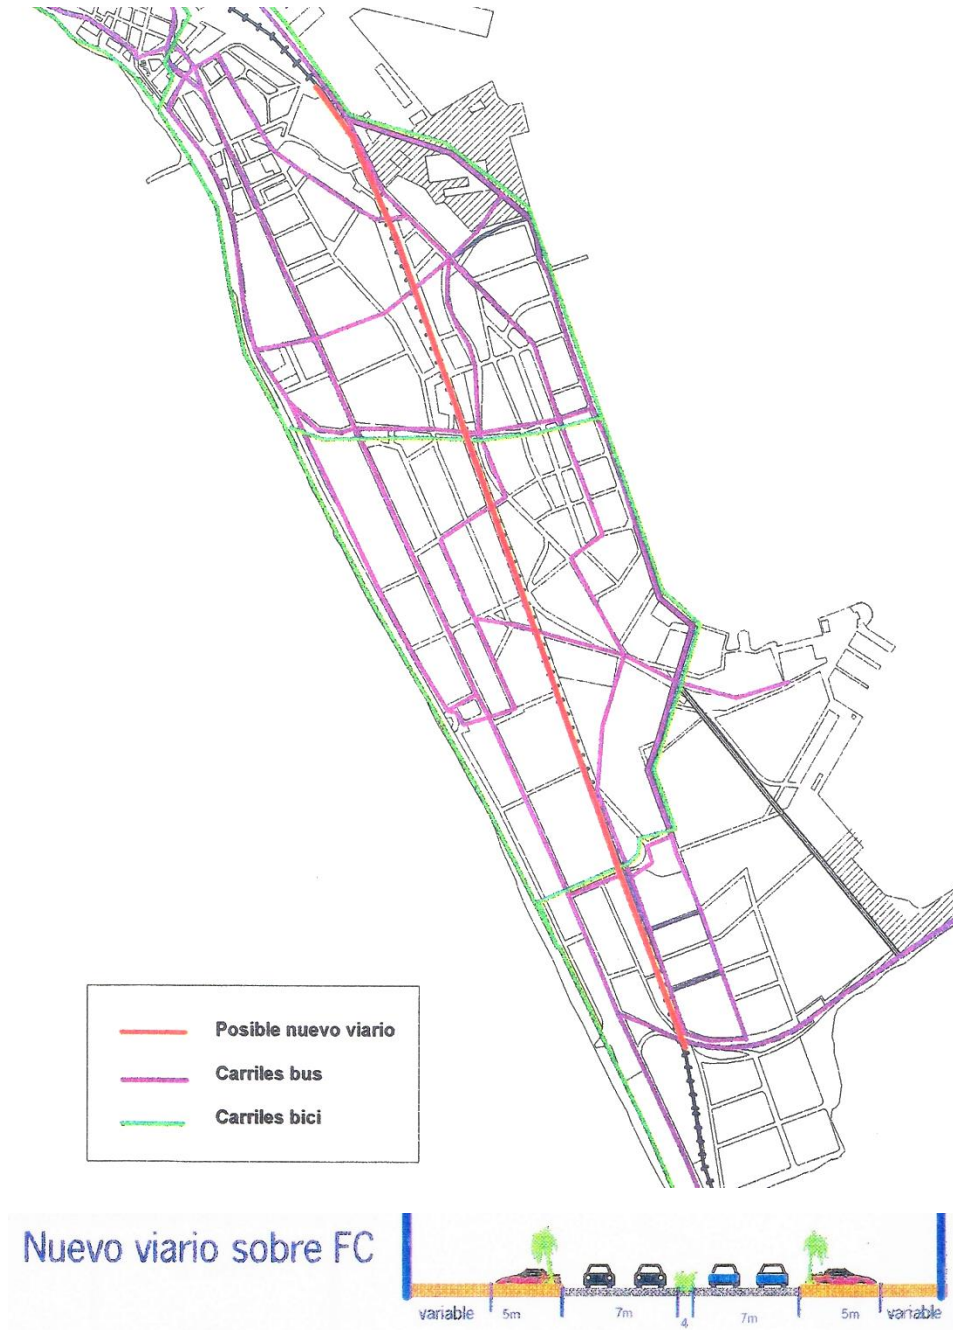 Posible nuevo viario
Carriles bus
Carriles bici
Nuevo viario sobre FC
variable 5m 7m 4 7m 5m variable